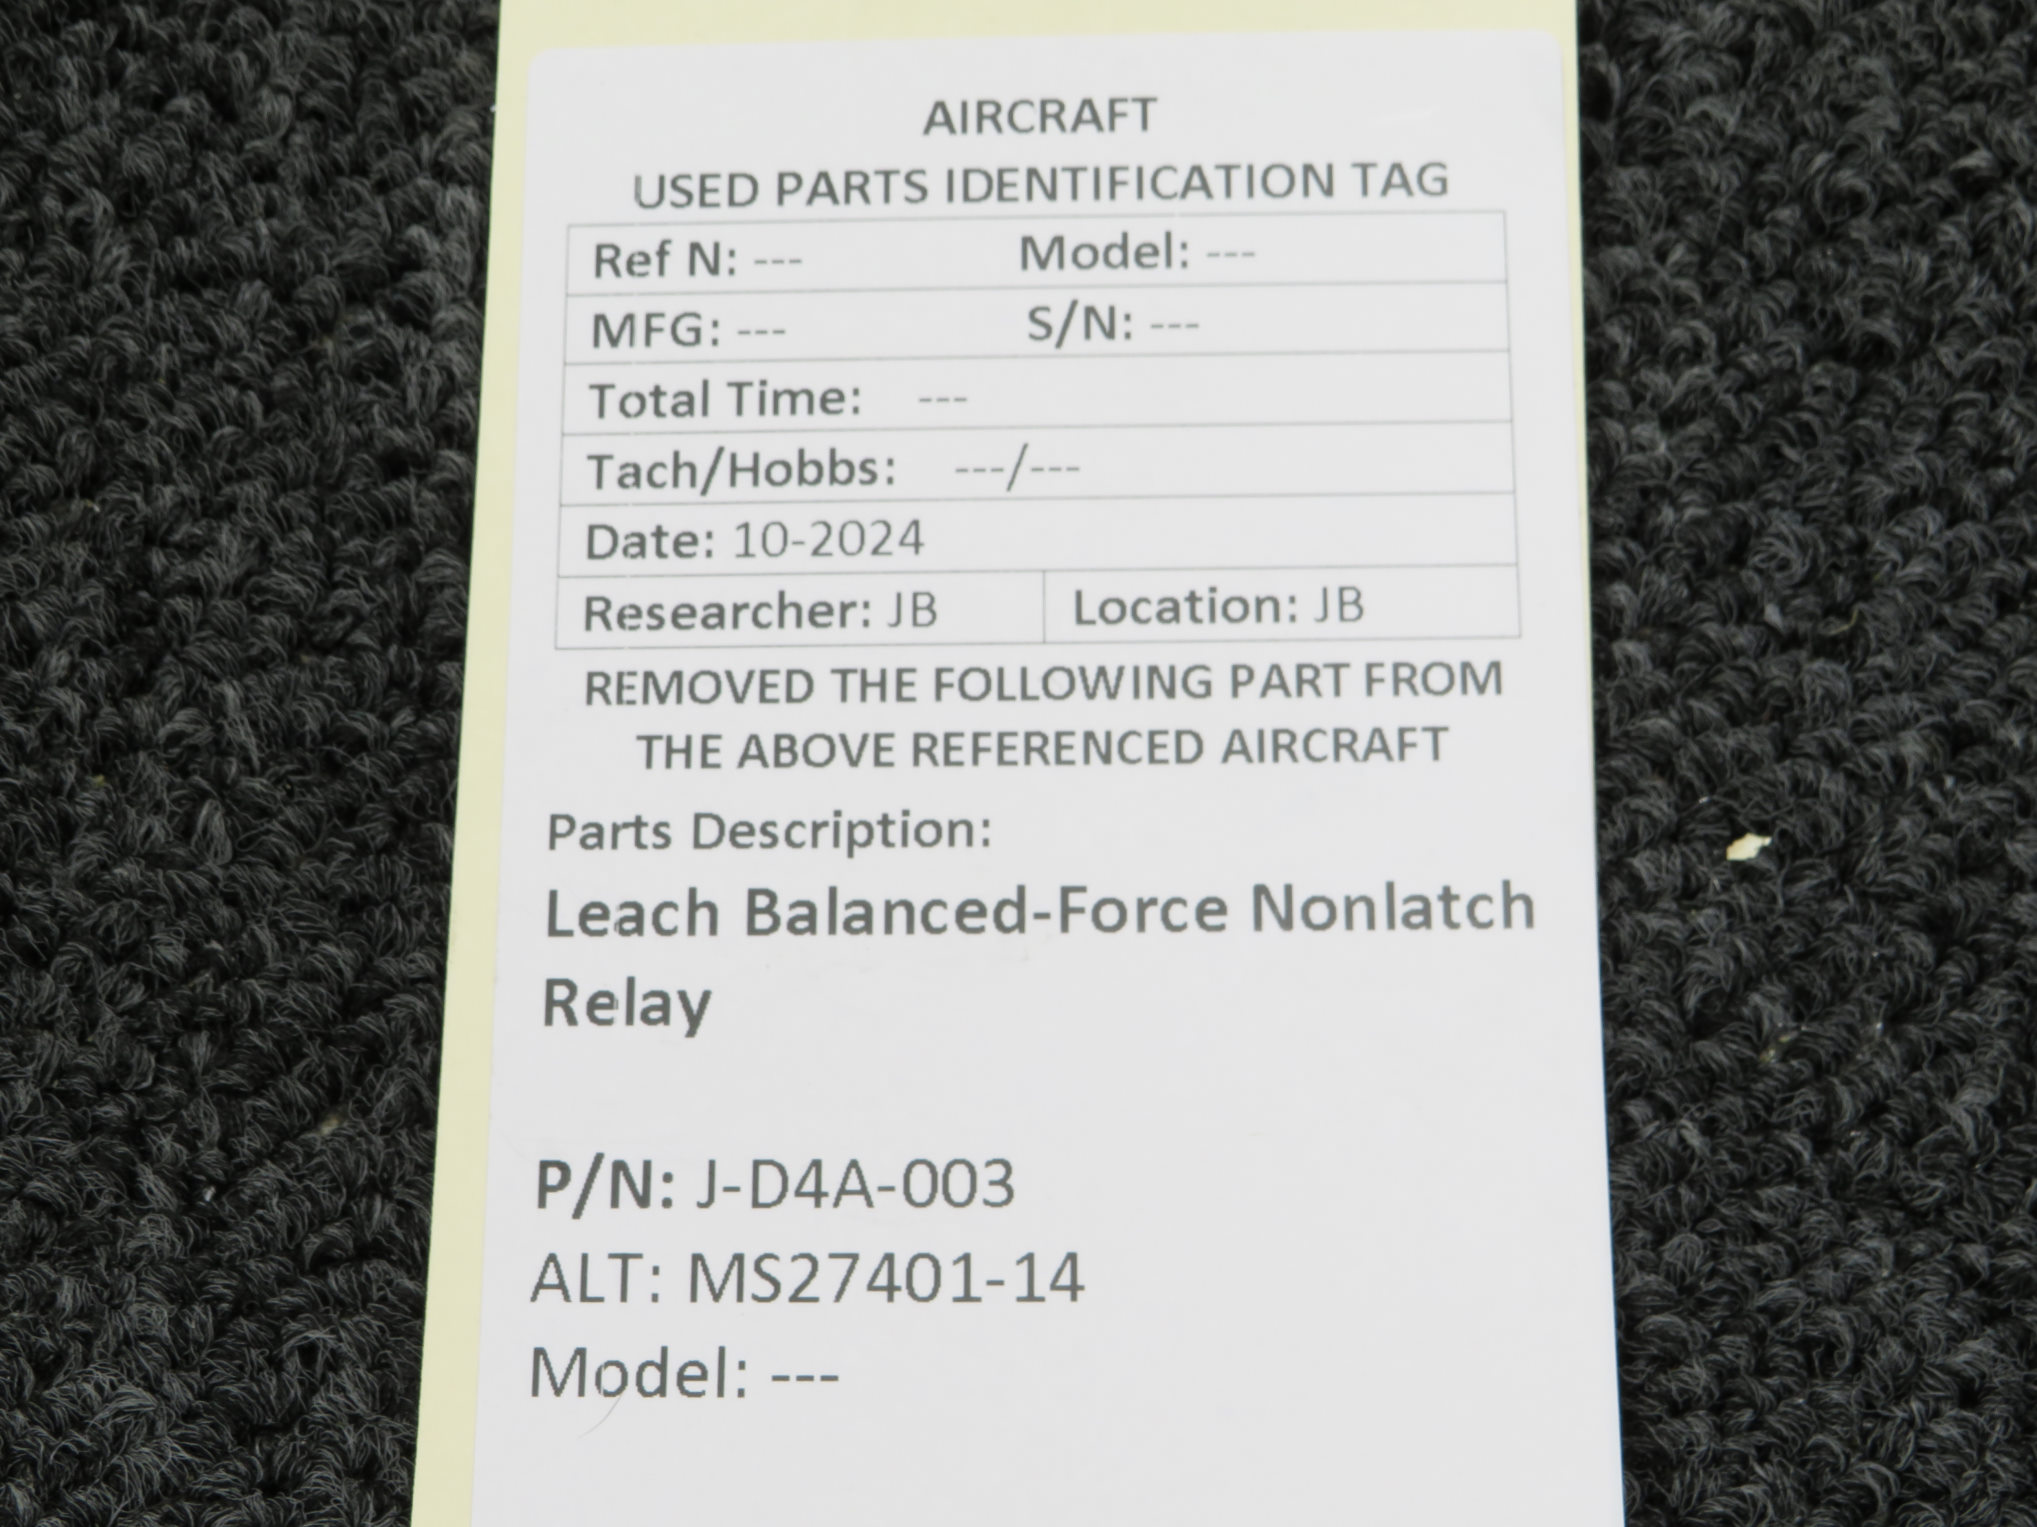 AIRCRAFT
USED PARTS IDENTIFICATION TAG
Ref N: --- Model: ---
MFG: --- S/N: ---
Total Time: ---
Tach/Hobbs: ---/---
Date: 10-2024
Researcher: JB Location: JB
REMOVED THE FOLLOWING PART FROM
THE ABOVE REFERENCED AIRCRAFT
Parts Description:
Leach Balanced-Force Nonlatch
Relay
P/N: J-D4A-003
ALT: MS27401-14
Model: ---